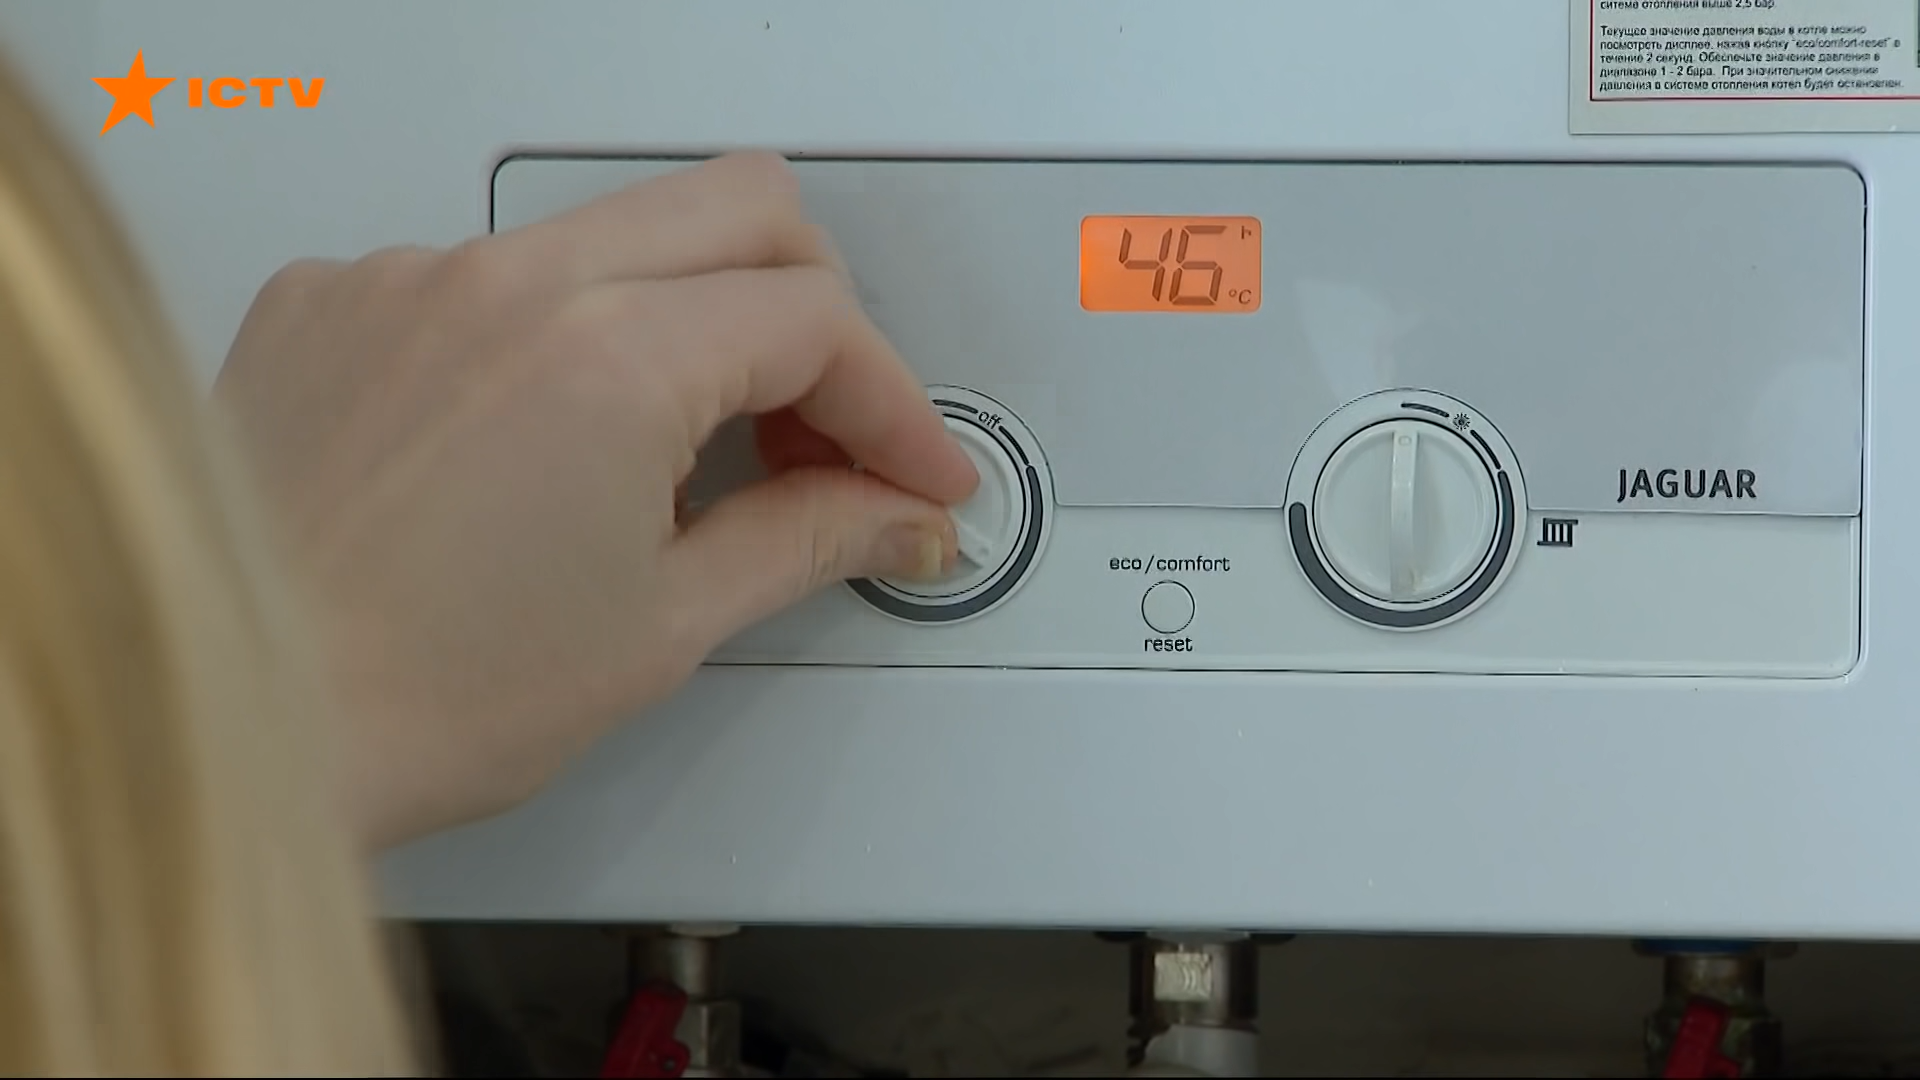 ситеме отопления выше 2,5 бар.
Текущее значение давления воды в котле можно
посмотреть дисплее, нажав кнопку "eco/comfort-reset" в
течение 2 секунд. Обеспечьте значение давления в
диапазоне 1 - 2 бара. При значительном снижении
давления в системе отопления котел будет остановлен.
ICTV
46 °C
off
JAGUAR
eco/comfort
reset